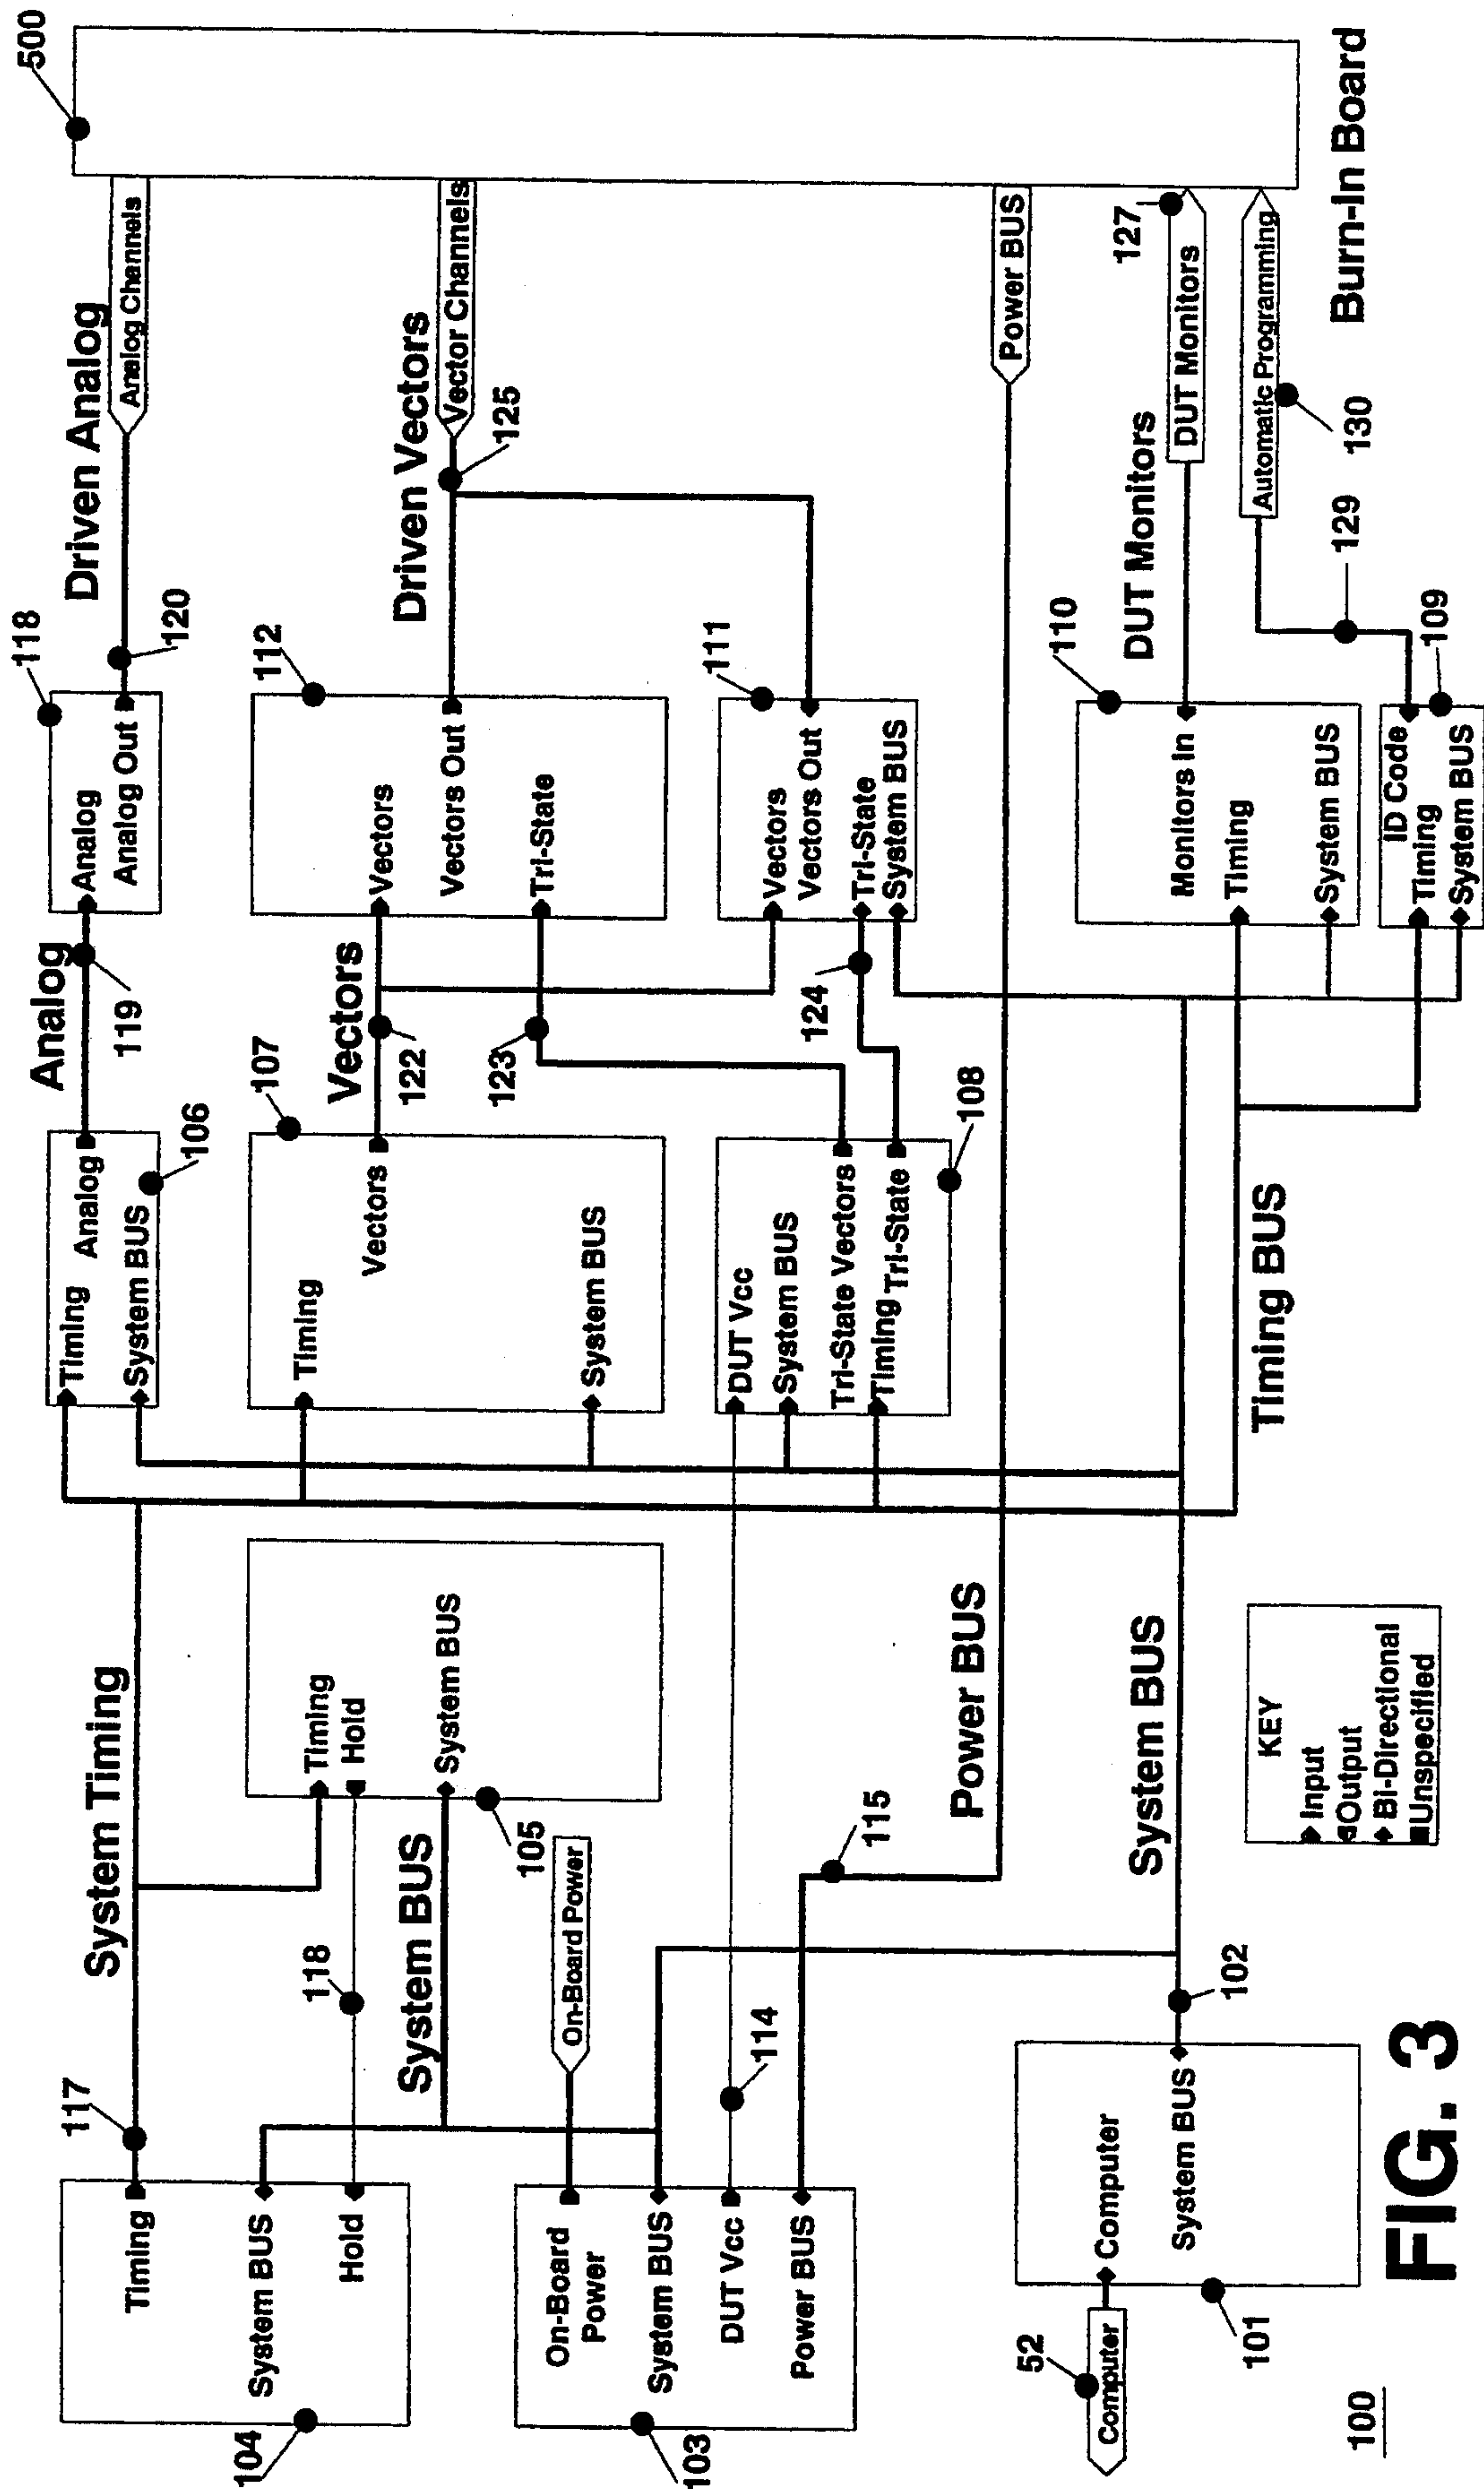 500
Analog Channels
Driven Analog
120
118
Analog
Analog Out
Analog
119
106
Timing
Analog
System BUS
System Timing
117
Timing
System BUS
Hold
104
118
Timing
Hold
System BUS
105
System BUS
Vector Channels
Driven Vectors
125
112
Vectors
Vectors Out
Tri-State
Vectors
122
123
107
Timing
Vectors
System BUS
111
Vectors
Vectors Out
Tri-State
System BUS
124
108
DUT Vcc
System BUS
Tri-State Vectors
Timing
Tri-State
On-Board Power
On-Board
Power
System BUS
DUT Vcc
Power BUS
103
114
115
Power BUS
Power BUS
127
DUT Monitors
DUT Monitors
110
Monitors In
Timing
System BUS
Automatic Programming
130
129
109
ID Code
Timing
System BUS
Burn-In Board
Timing BUS
System BUS
102
Computer
System BUS
101
52
Computer
KEY
Input
Output
Bi-Directional
Unspecified
100
FIG. 3